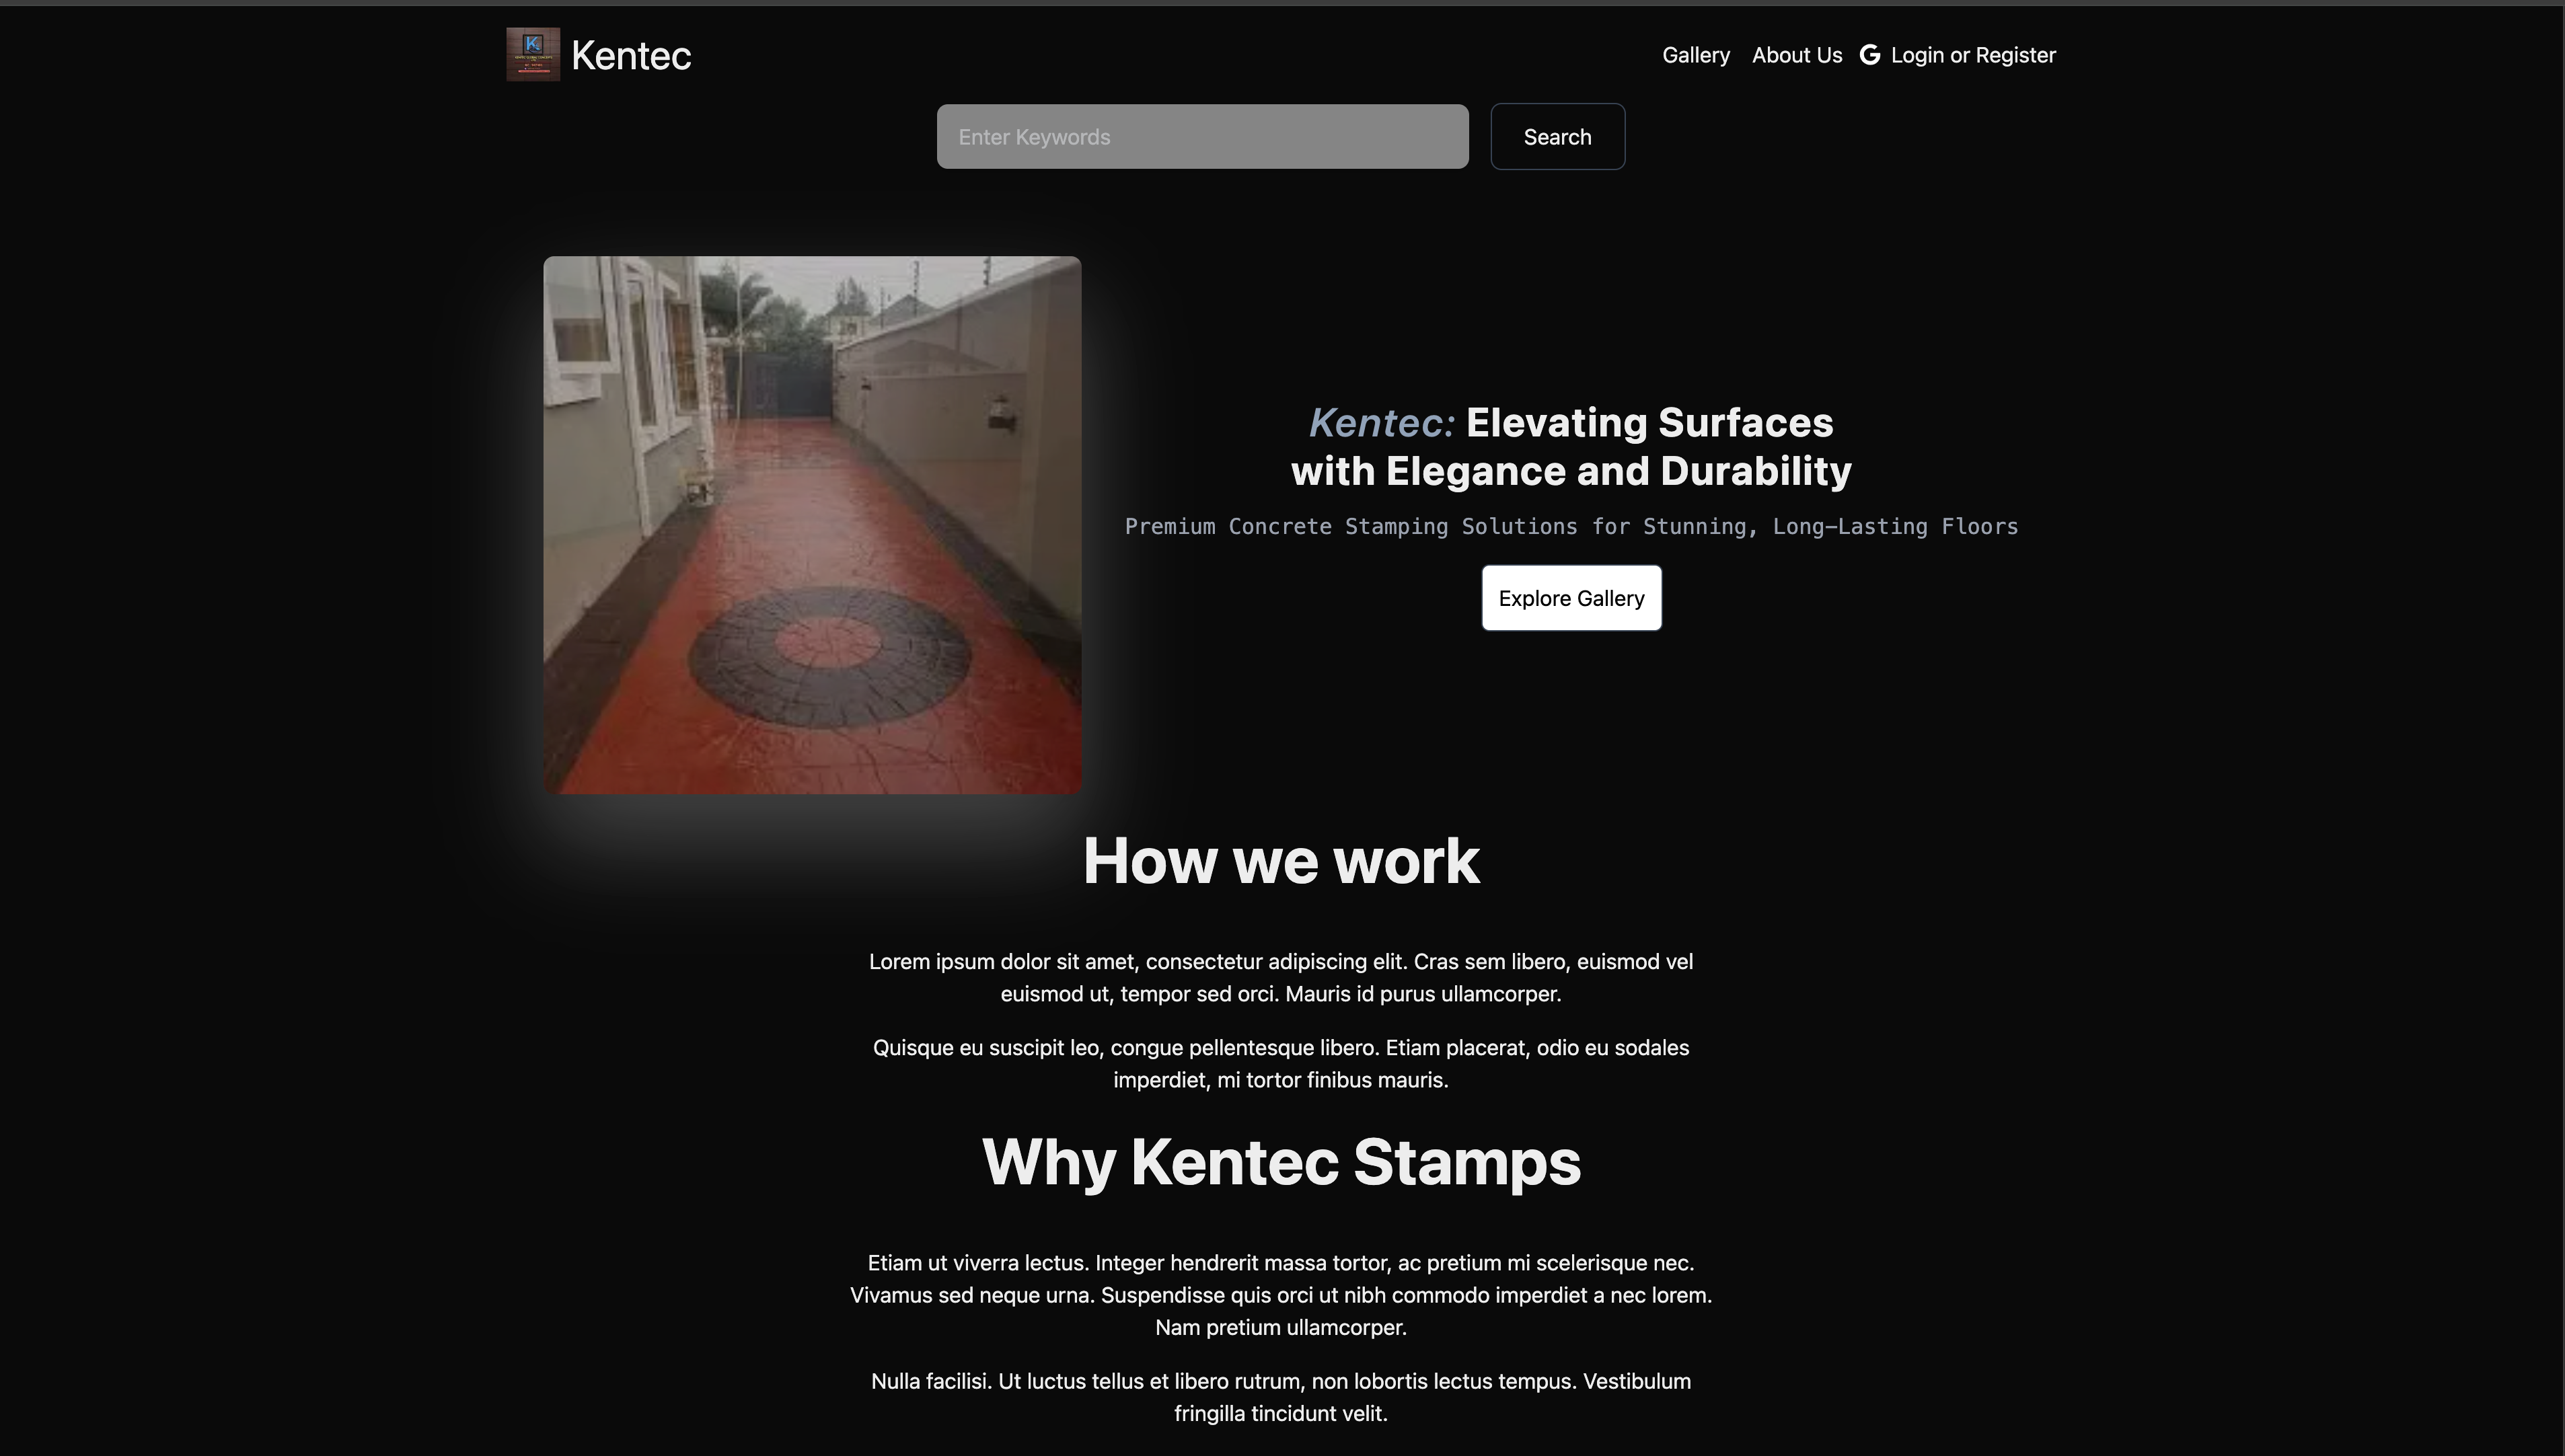 Kentec
Gallery About Us Login or Register
Enter Keywords Search
Kentec: Elevating Surfaces
with Elegance and Durability
Premium Concrete Stamping Solutions for Stunning, Long-Lasting Floors
Explore Gallery
How we work
Lorem ipsum dolor sit amet, consectetur adipiscing elit. Cras sem libero, euismod vel
euismod ut, tempor sed orci. Mauris id purus ullamcorper.
Quisque eu suscipit leo, congue pellentesque libero. Etiam placerat, odio eu sodales
imperdiet, mi tortor finibus mauris.
Why Kentec Stamps
Etiam ut viverra lectus. Integer hendrerit massa tortor, ac pretium mi scelerisque nec.
Vivamus sed neque urna. Suspendisse quis orci ut nibh commodo imperdiet a nec lorem.
Nam pretium ullamcorper.
Nulla facilisi. Ut luctus tellus et libero rutrum, non lobortis lectus tempus. Vestibulum
fringilla tincidunt velit.